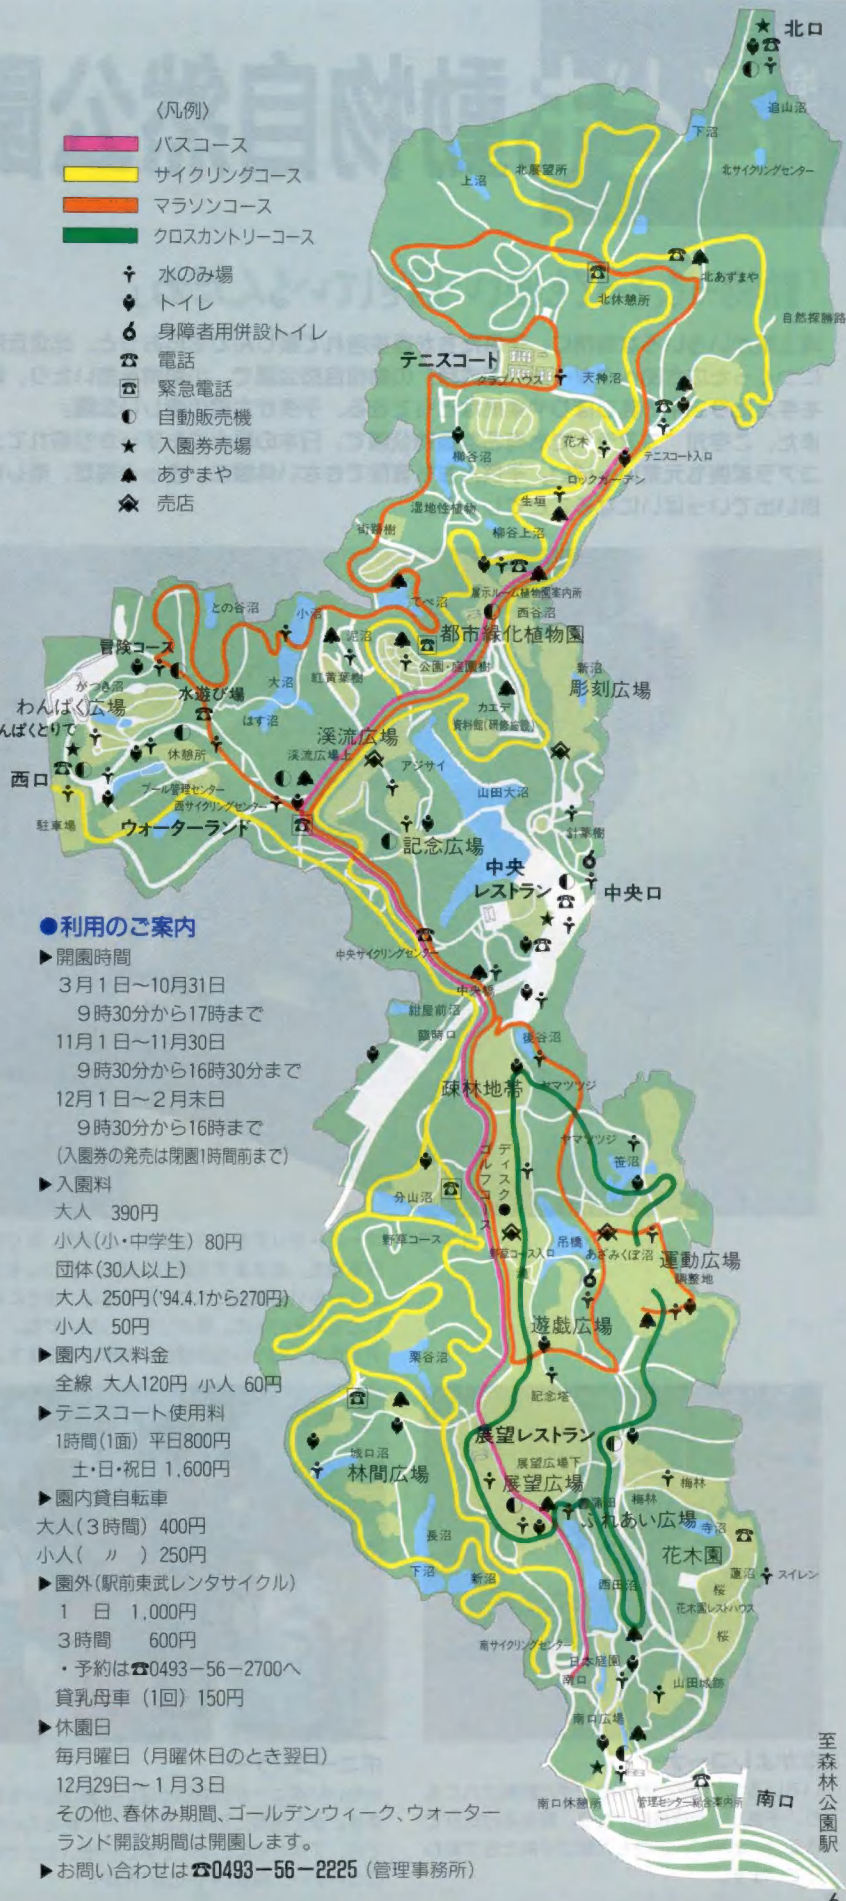 〈凡例〉
バスコース
サイクリングコース
マラソンコース
クロスカントリーコース
水のみ場
トイレ
身障者用併設トイレ
電話
緊急電話
自動販売機
入園券売場
あずまや
売店
北口
追山沼
下沼
北サイクリングセンター
北展望所
上沼
北あずまや
北休憩所
自然探勝路
テニスコート
クラブハウス
天神沼
花木
テニスコート入口
柳谷沼
ロックガーデン
生垣
湿地性植物
柳谷上沼
街路樹
展示ルーム植物園案内所
でべ沼
西谷沼
との谷沼
小沼
泥沼
都市緑化植物園
冒険コース
紅黄葉樹
公園・庭園樹
新沼
彫刻広場
がつき沼
水遊び場
大沼
カエデ
わんぱく広場
はす沼
渓流広場
資料館(研修施設)
んぱくとりで
休憩所
渓流広場上
アジサイ
西口
プール管理センター
山田大沼
西サイクリングセンター
針葉樹
駐車場
ウォーターランド
記念広場
中央
レストラン
中央口
●利用のご案内
▶開園時間
3月1日〜10月31日
9時30分から17時まで
11月1日〜11月30日
9時30分から16時30分まで
12月1日〜2月末日
9時30分から16時まで
(入園券の発売は閉園1時間前まで)
▶入園料
大人 390円
小人(小・中学生) 80円
団体(30人以上)
大人 250円('94.4.1から270円)
小人 50円
▶園内バス料金
全線 大人120円 小人 60円
▶テニスコート使用料
1時間(1面) 平日800円
土・日・祝日 1,600円
▶園内貸自転車
大人(3時間) 400円
小人( 〃 ) 250円
▶園外(駅前東武レンタサイクル)
1 日 1,000円
3時間 600円
・予約は☎0493−56−2700へ
貸乳母車 (1回) 150円
▶休園日
毎月曜日 (月曜休日のとき翌日)
12月29日〜1月3日
その他、春休み期間、ゴールデンウィーク、ウォーター
ランド開設期間は開園します。
▶お問い合わせは☎0493−56−2225 (管理事務所)
中央サイクリングセンター
中央橋
紺屋前沼
臨時口
後谷沼
疎林地帯
ヤマツツジ
ヤマツツジ
笹沼
ディスク
ゴルフコース
分山沼
野草コース
野草コース入口
吊橋
あざみくぼ沼
運動広場
調整地
遊戯広場
栗谷沼
記念塔
展望レストラン
城口沼
展望広場下
林間広場
展望広場
梅林
梅林
ふれあい広場
寺沼
長沼
花木園
下沼
新沼
西田沼
蓮沼
スイレン
桜
花木園レストハウス
桜
南サイクリングセンター
日本庭園
南口
山田城跡
南口広場
南口休憩所
管理センター総合案内所
南口
至森林公園駅